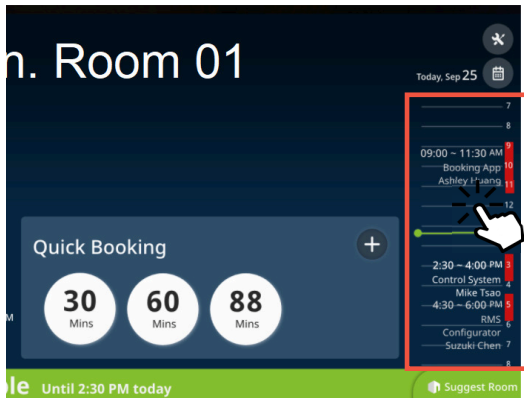 n. Room 01
Today, Sep 25
7
8
9
09:00 ~ 11:30 AM
Booking App 10
Ashley Huang 11
12
Quick Booking
+
30 Mins
60 Mins
88 Mins
M
2:30 ~ 4:00 PM 3
Control System
4
Mike Tsao
4:30 ~ 6:00 PM 5
RMS 6
Configurator
Suzuki Chen 7
8
le Until 2:30 PM today
Suggest Room